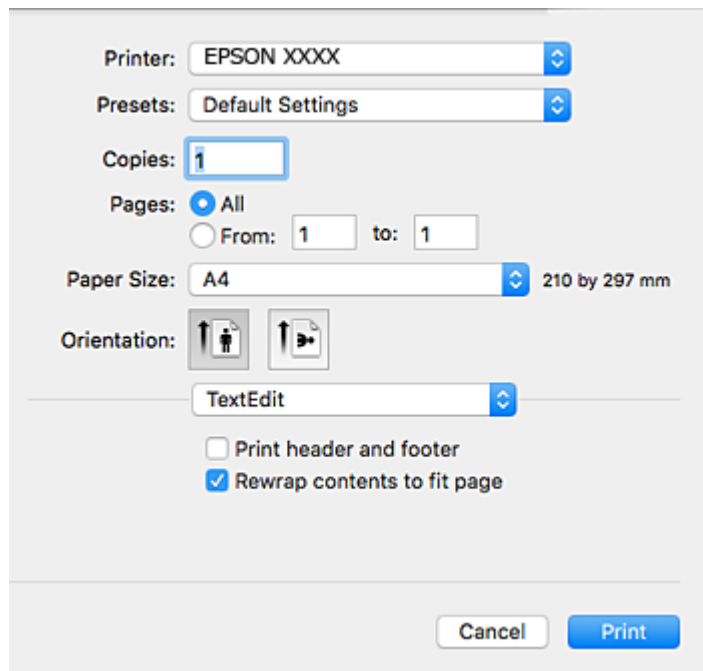 Printer: EPSON XXXX
Presets: Default Settings
Copies: 1
Pages: All
From: 1 to: 1
Paper Size: A4 210 by 297 mm
Orientation:
TextEdit
Print header and footer
Rewrap contents to fit page
Cancel Print